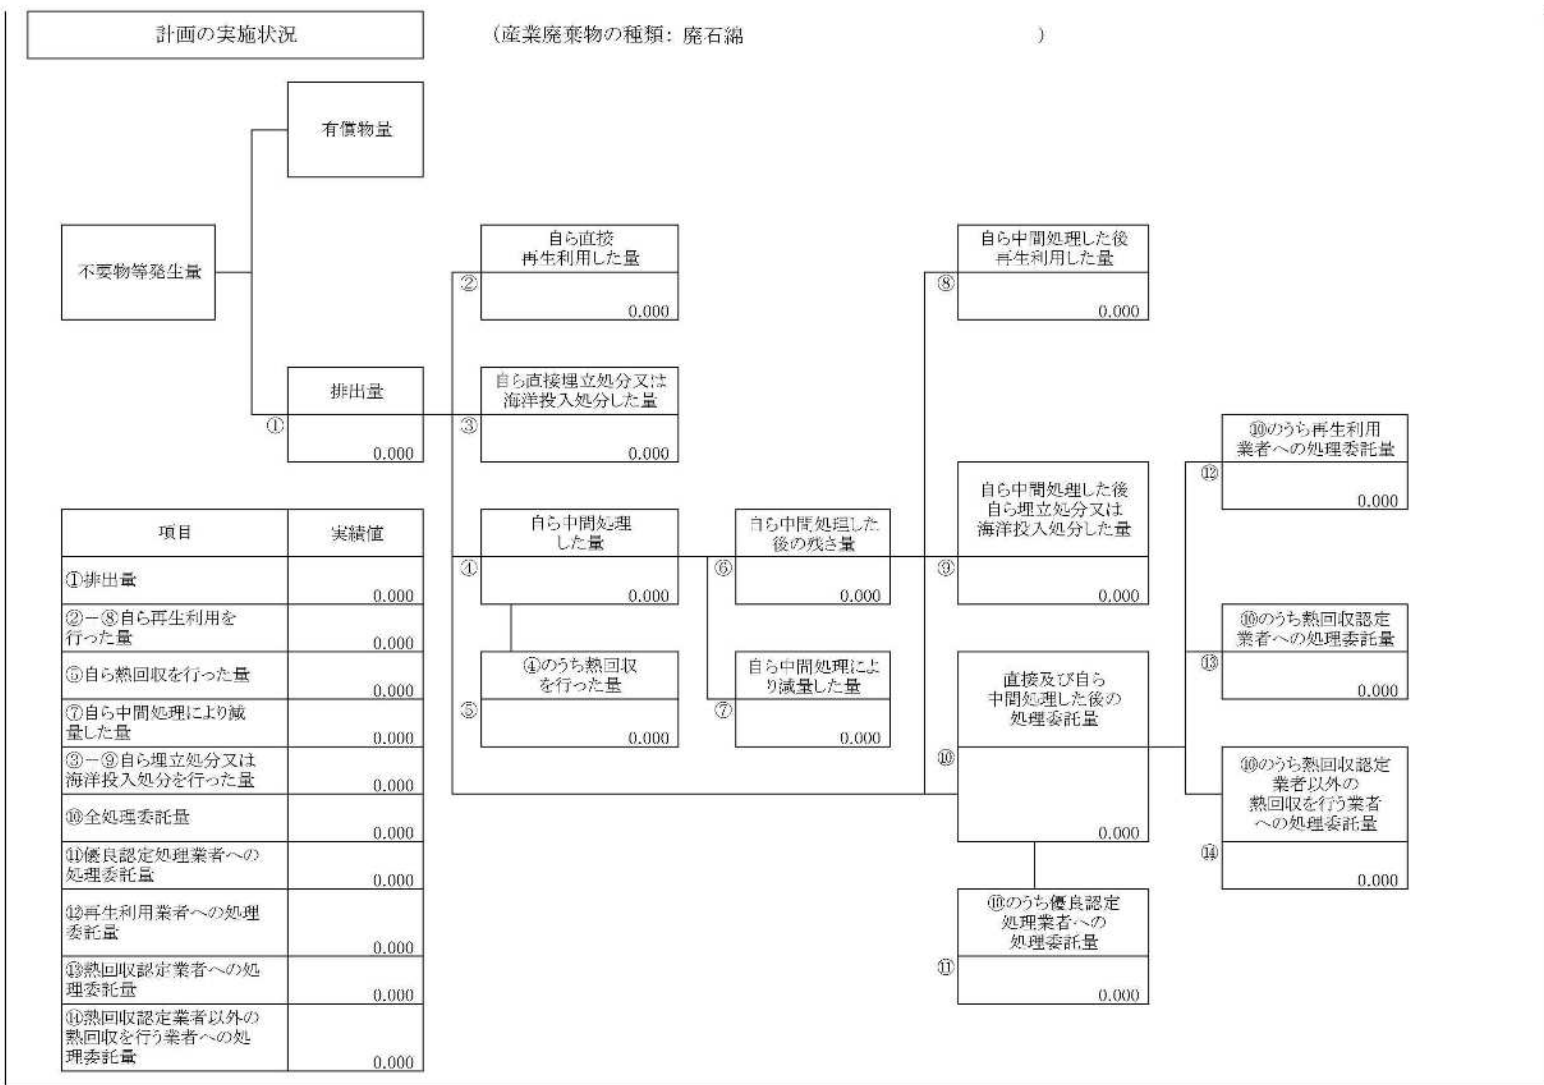 計画の実施状況
(産業廃棄物の種類: 廃石綿 )
有償物量
不要物等発生量
排出量
①
0.000
自ら直接
再生利用した量
②
0.000
自ら直接埋立処分又は
海洋投入処分した量
③
0.000
自ら中間処理
した量
④
0.000
④のうち熱回収
を行った量
⑤
0.000
自ら中間処理した
後の残さ量
⑥
0.000
自ら中間処理によ
り減量した量
⑦
0.000
自ら中間処理した後
再生利用した量
⑧
0.000
自ら中間処理した後
自ら埋立処分又は
海洋投入処分した量
⑨
0.000
直接及び自ら
中間処理した後の
処理委託量
⑩
0.000
⑩のうち優良認定
処理業者への
処理委託量
⑪
0.000
⑩のうち再生利用
業者への処理委託量
⑫
0.000
⑩のうち熱回収認定
業者への処理委託量
⑬
0.000
⑩のうち熱回収認定
業者以外の
熱回収を行う業者
への処理委託量
⑭
0.000
項目 実績値
①排出量
0.000
②－⑧自ら再生利用を
行った量
0.000
⑤自ら熱回収を行った量
0.000
⑦自ら中間処理により減
量した量
0.000
③－⑨自ら埋立処分又は
海洋投入処分を行った量
0.000
⑩全処理委託量
0.000
⑪優良認定処理業者への
処理委託量
0.000
⑫再生利用業者への処理
委託量
0.000
⑬熱回収認定業者への処
理委託量
0.000
⑭熱回収認定業者以外の
熱回収を行う業者への処
理委託量
0.000